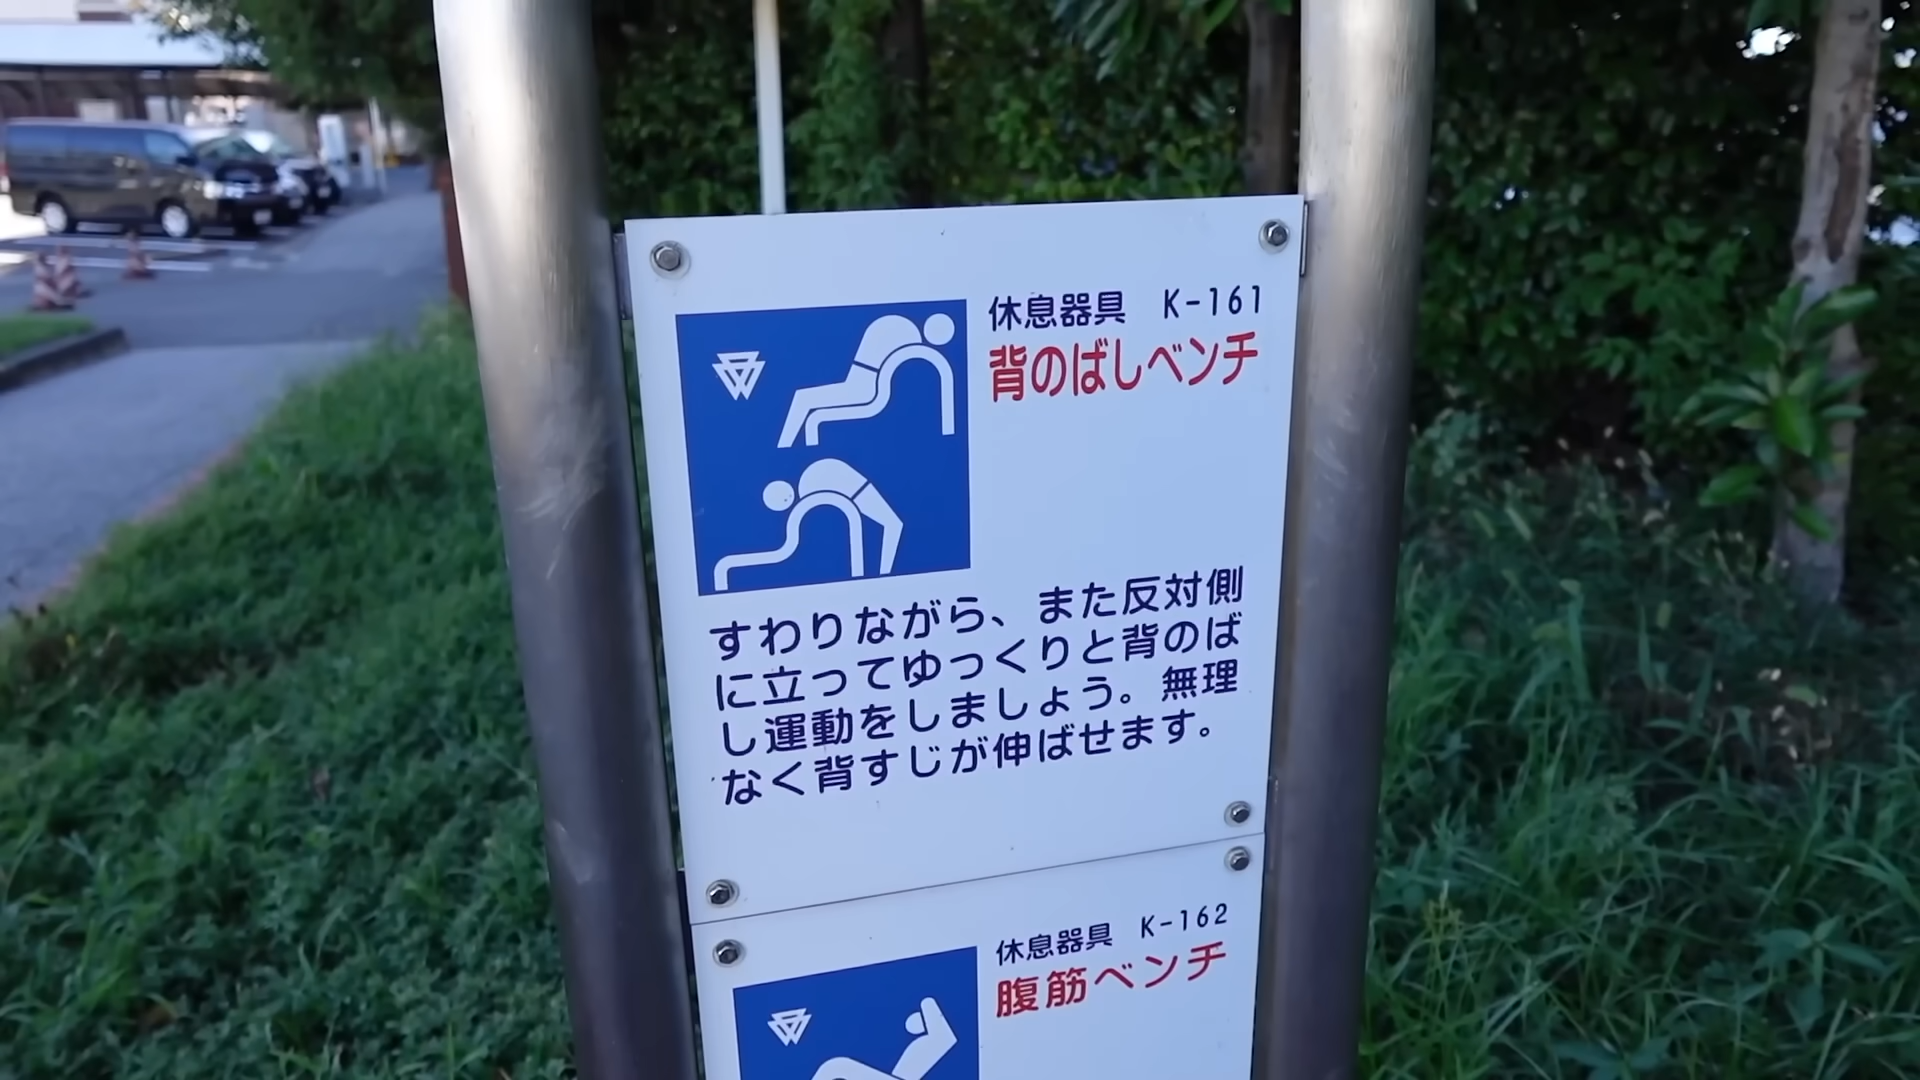 休息器具 K-161
背のばしベンチ
すわりながら、また反対側
に立ってゆっくりと背のば
し運動をしましょう。無理
なく背すじが伸ばせます。
休息器具 K-162
腹筋ベンチ